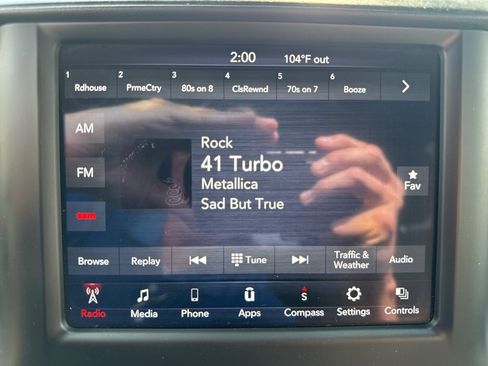 2:00 104°F out
1 2 3 4 5 6
Rdhouse PrmeCtry 80s on 8 ClsRewnd 70s on 7 Booze
AM
Rock
41 Turbo
FM
Metallica
Fav
Sad But True
Browse Replay Tune Traffic & Weather Audio
S
Radio Media Phone Apps Compass Settings Controls